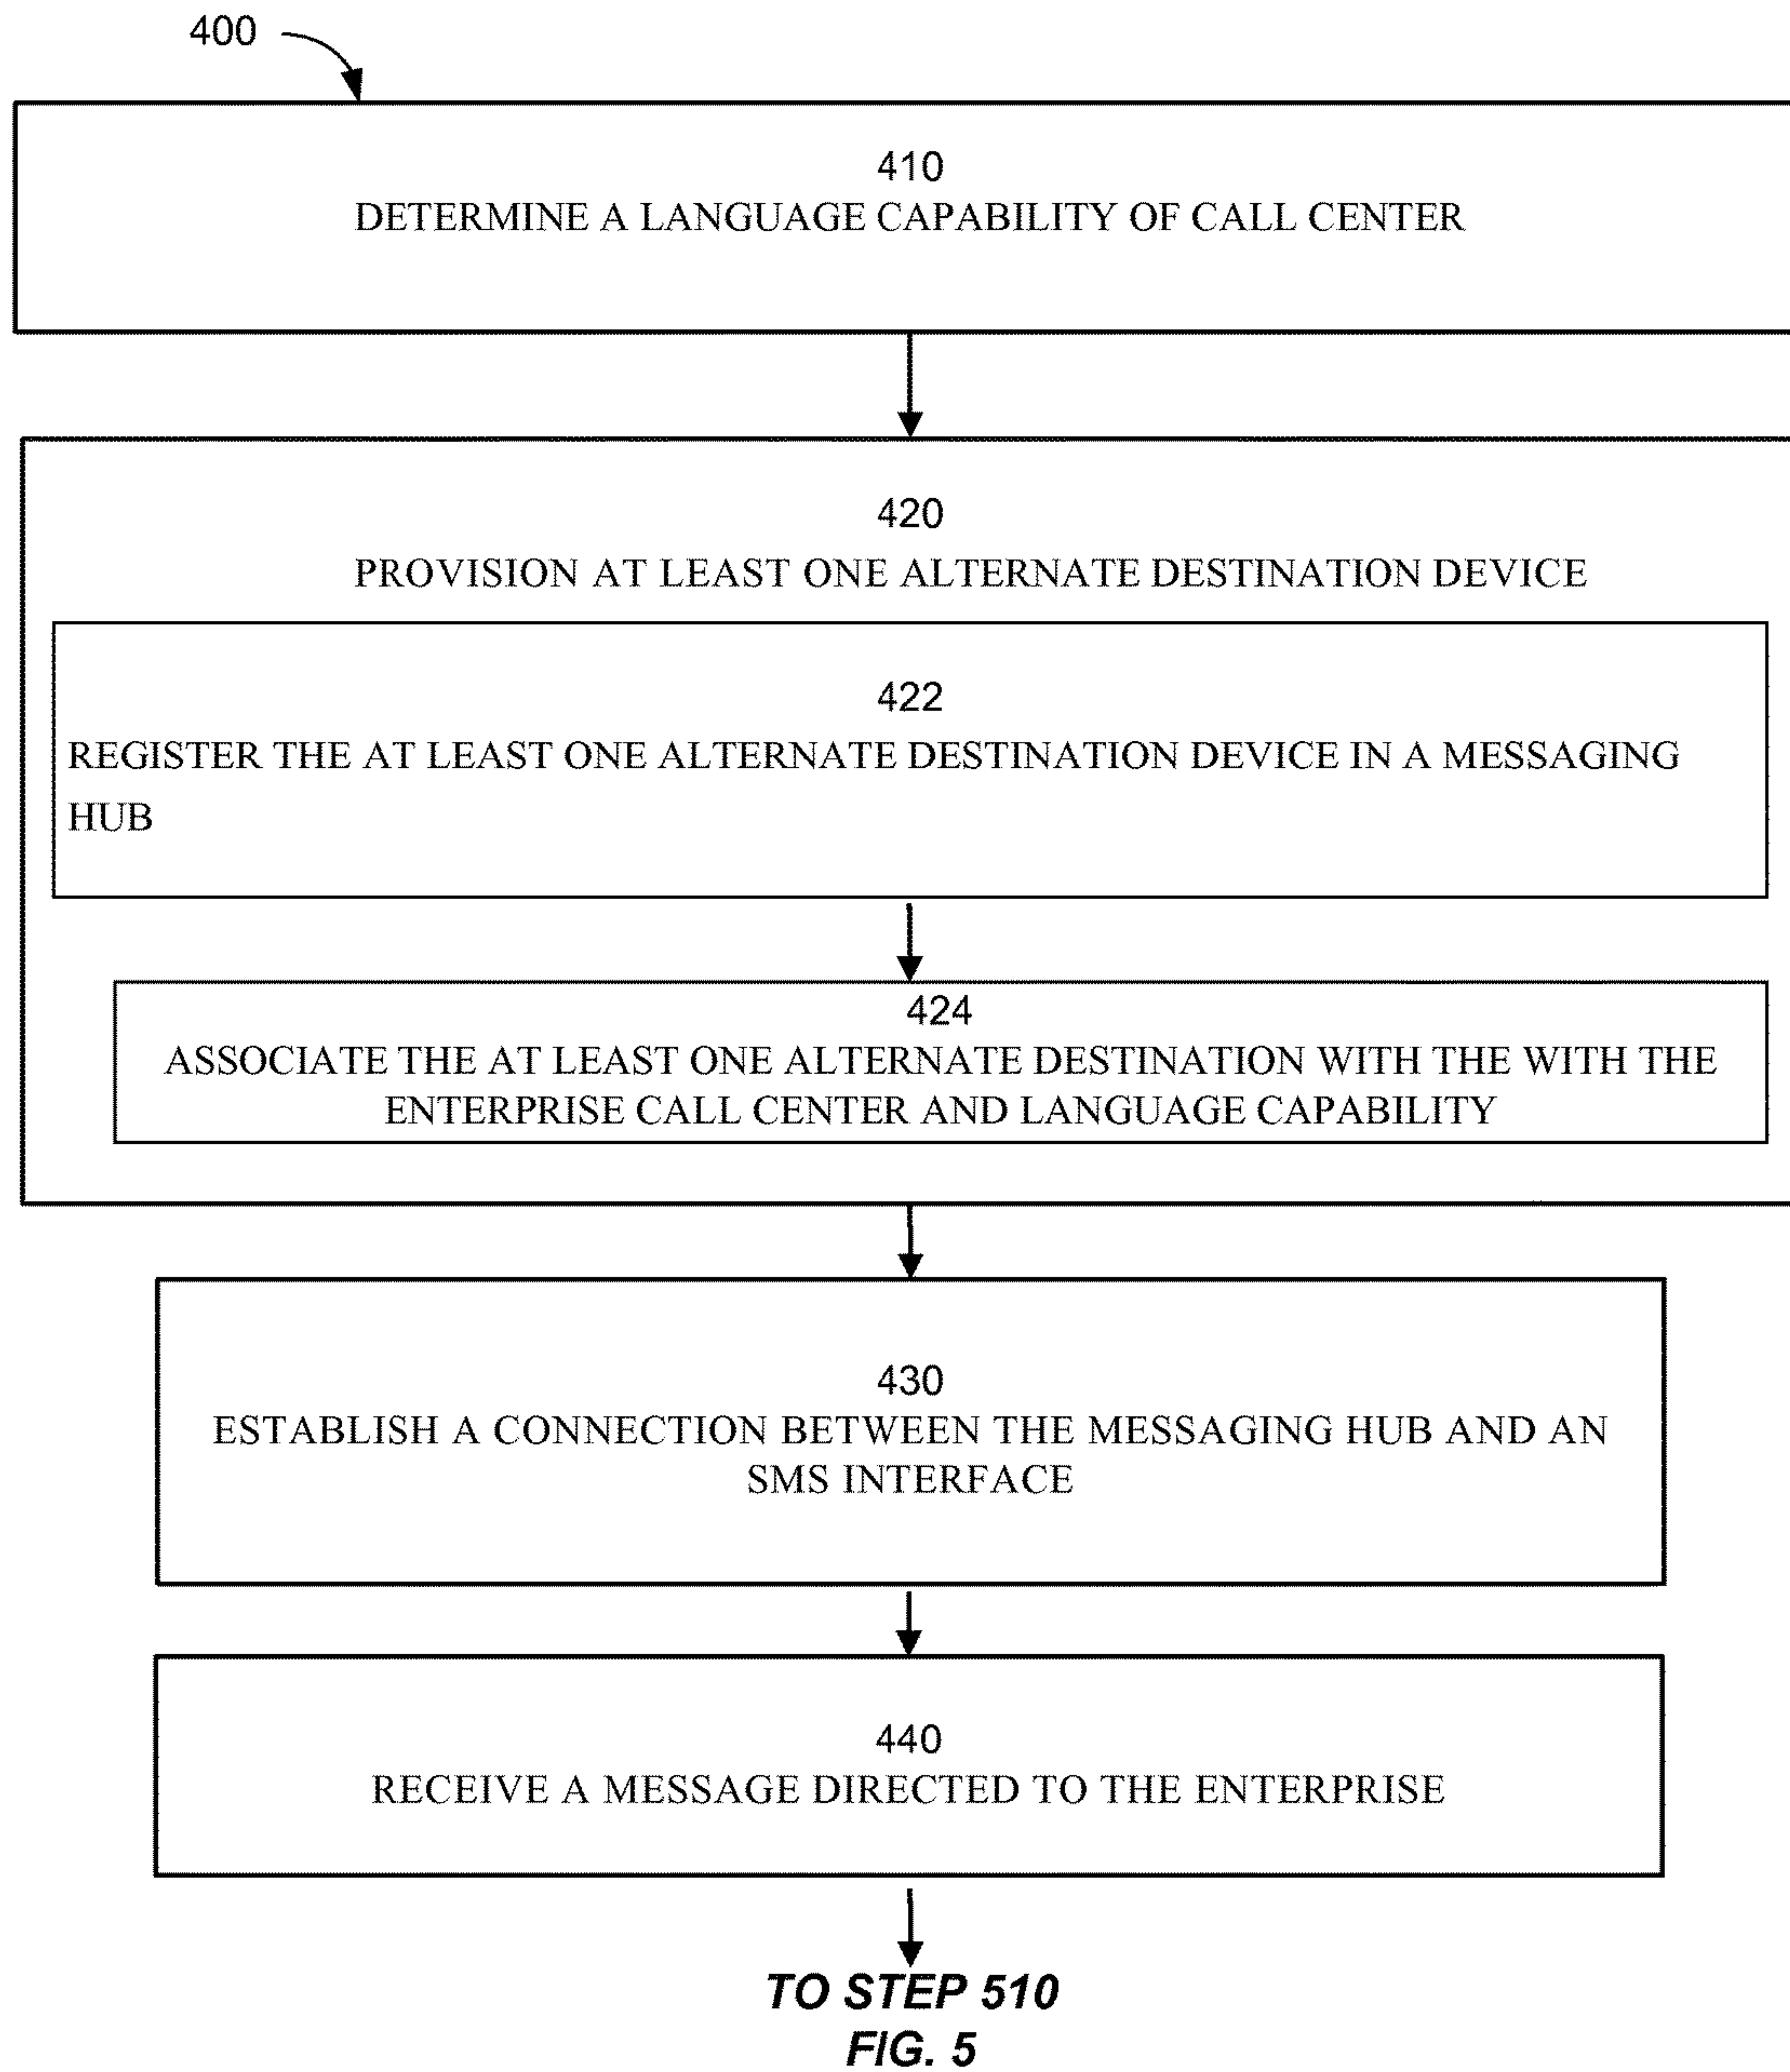 400
410
DETERMINE A LANGUAGE CAPABILITY OF CALL CENTER
420
PROVISION AT LEAST ONE ALTERNATE DESTINATION DEVICE
422
REGISTER THE AT LEAST ONE ALTERNATE DESTINATION DEVICE IN A MESSAGING
HUB
424
ASSOCIATE THE AT LEAST ONE ALTERNATE DESTINATION WITH THE WITH THE
ENTERPRISE CALL CENTER AND LANGUAGE CAPABILITY
430
ESTABLISH A CONNECTION BETWEEN THE MESSAGING HUB AND AN
SMS INTERFACE
440
RECEIVE A MESSAGE DIRECTED TO THE ENTERPRISE
TO STEP 510
FIG. 5